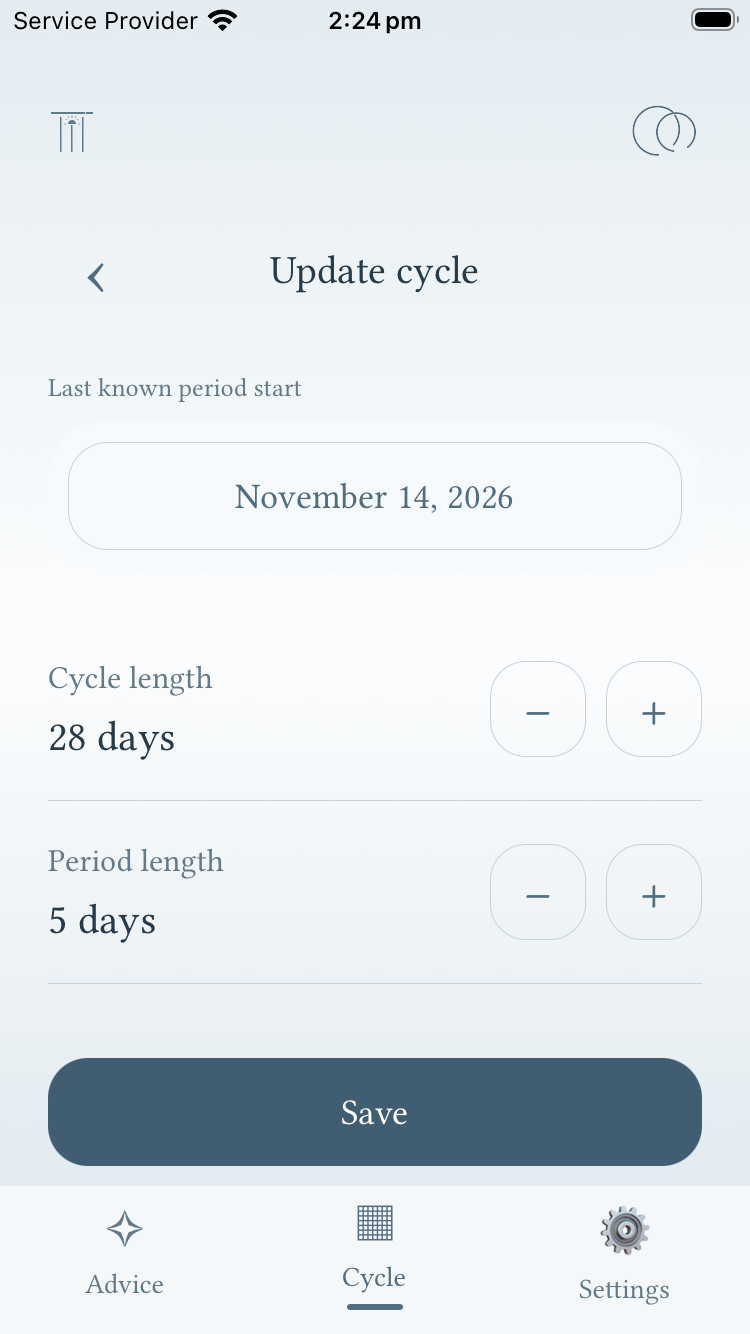 Service Provider 2:24 pm
Update cycle
Last known period start
November 14, 2026
Cycle length
28 days
− +
Period length
5 days
− +
Save
Advice Cycle Settings